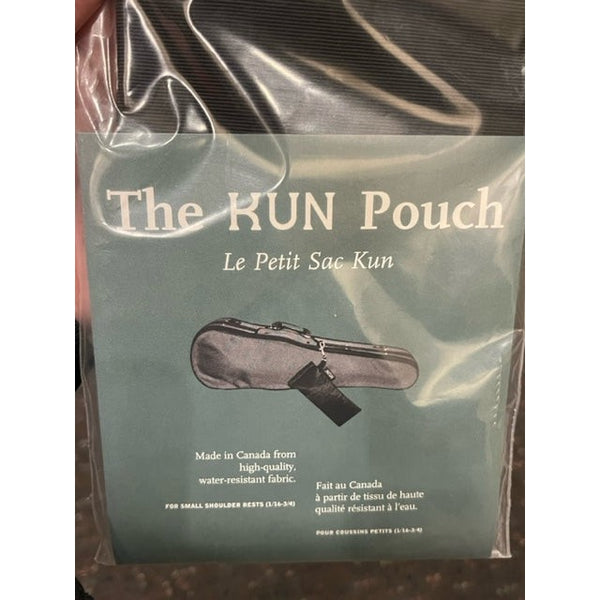 The KUN Pouch
Le Petit Sac Kun
Made in Canada from
high-quality,
water-resistant fabric.
FOR SMALL SHOULDER RESTS (1/16-3/4)
Fait au Canada
à partir de tissu de haute
qualité résistant à l'eau.
POUR COUSSINS PETITS (1/16-3/4)